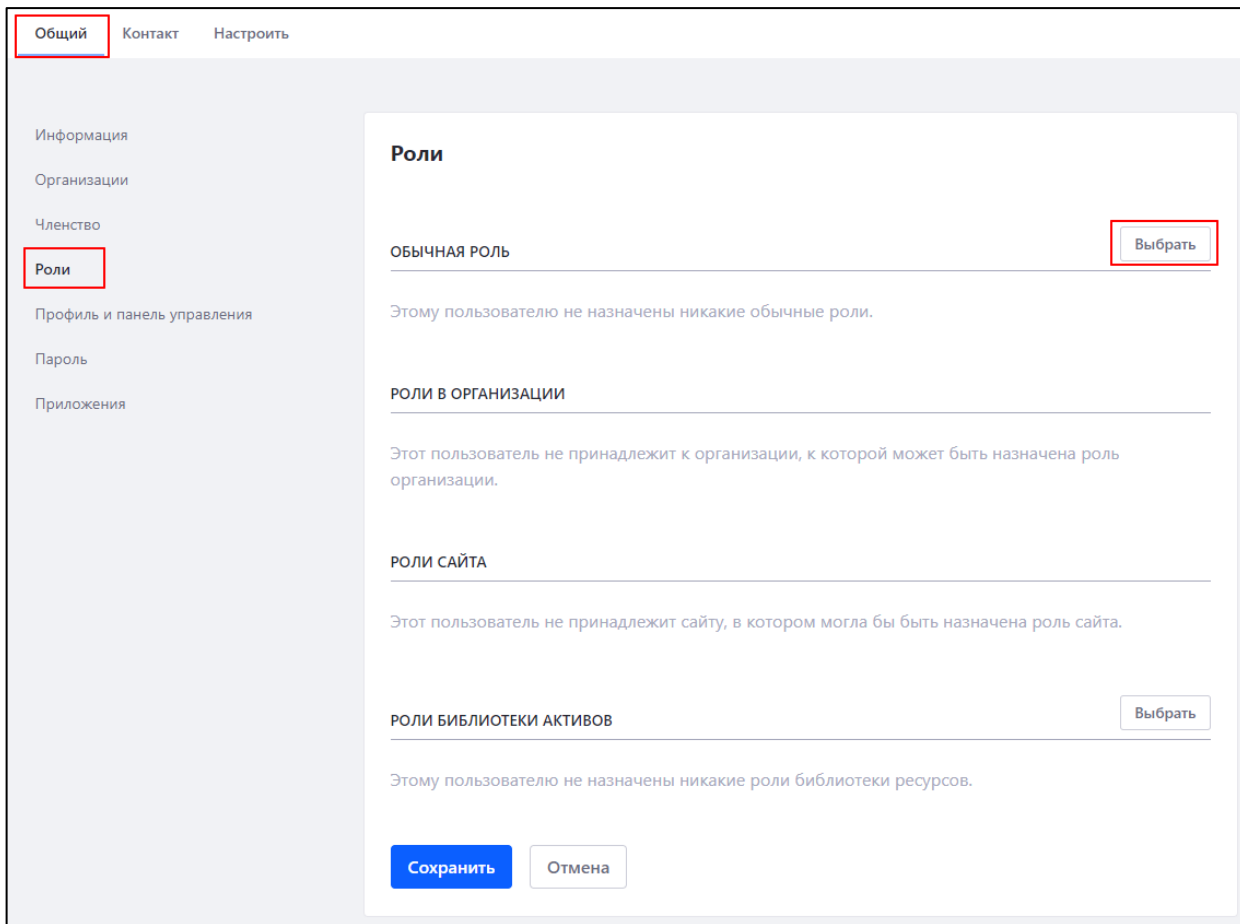 Общий Контакт Настроить
Информация
Организации
Членство
Роли
Профиль и панель управления
Пароль
Приложения
Роли
ОБЫЧНАЯ РОЛЬ
Выбрать
Этому пользователю не назначены никакие обычные роли.
РОЛИ В ОРГАНИЗАЦИИ
Этот пользователь не принадлежит к организации, к которой может быть назначена роль
организации.
РОЛИ САЙТА
Этот пользователь не принадлежит сайту, в котором могла бы быть назначена роль сайта.
РОЛИ БИБЛИОТЕКИ АКТИВОВ
Выбрать
Этому пользователю не назначены никакие роли библиотеки ресурсов.
Сохранить Отмена